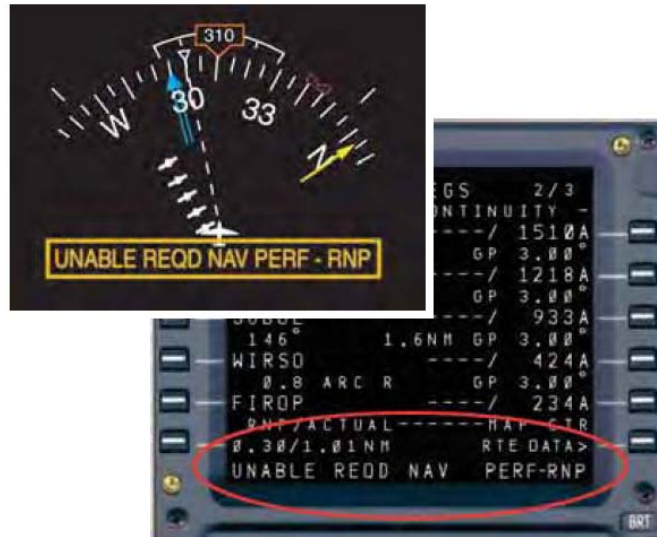 310
W
30
33
N
UNABLE REQD NAV PERF - RNP
EGS 2/3
ONTINUITY -
----/ 1510A
GP 3.00°
----/ 1218A
GP 3.00°
----/ 933A
146° 1.6NM GP 3.00°
WIRSO ----/ 424A
0.8 ARC R GP 3.00°
FIROP ----/ 234A
RNP/ACTUAL------MAP CTR
0.30/1.01NM RTE DATA>
UNABLE REQD NAV PERF-RNP
BRT